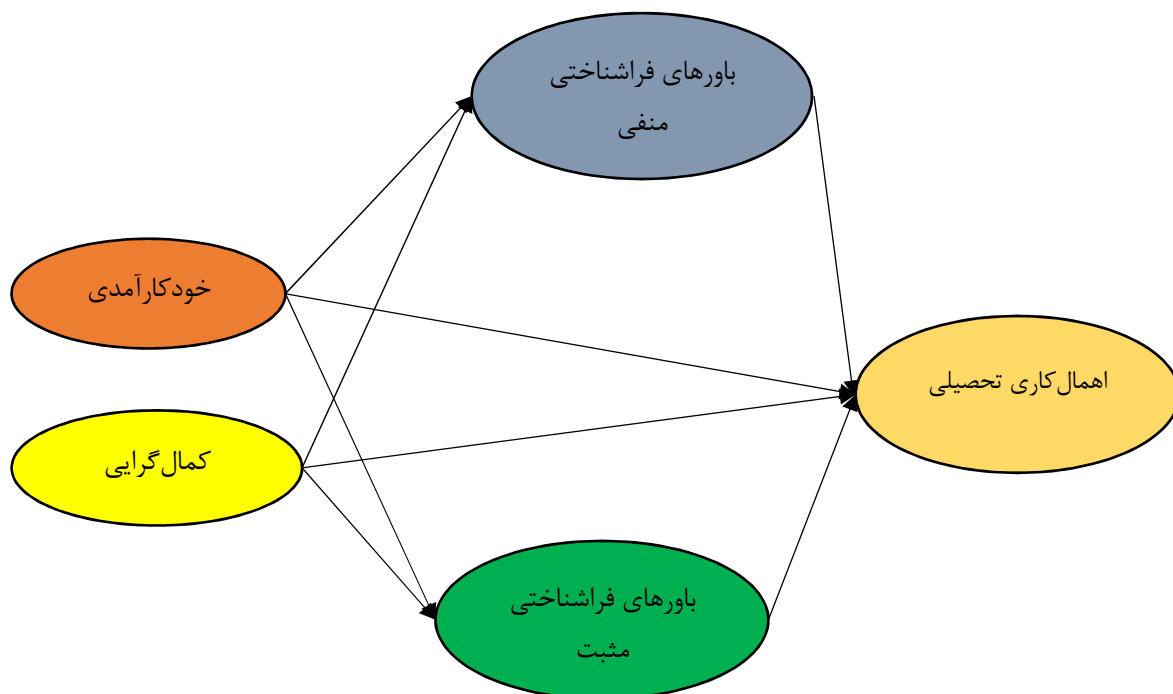 باورهای فراشناختی
منفی
خودکارآمدی
اهمال‌کاری تحصیلی
کمال‌گرایی
باورهای فراشناختی
مثبت